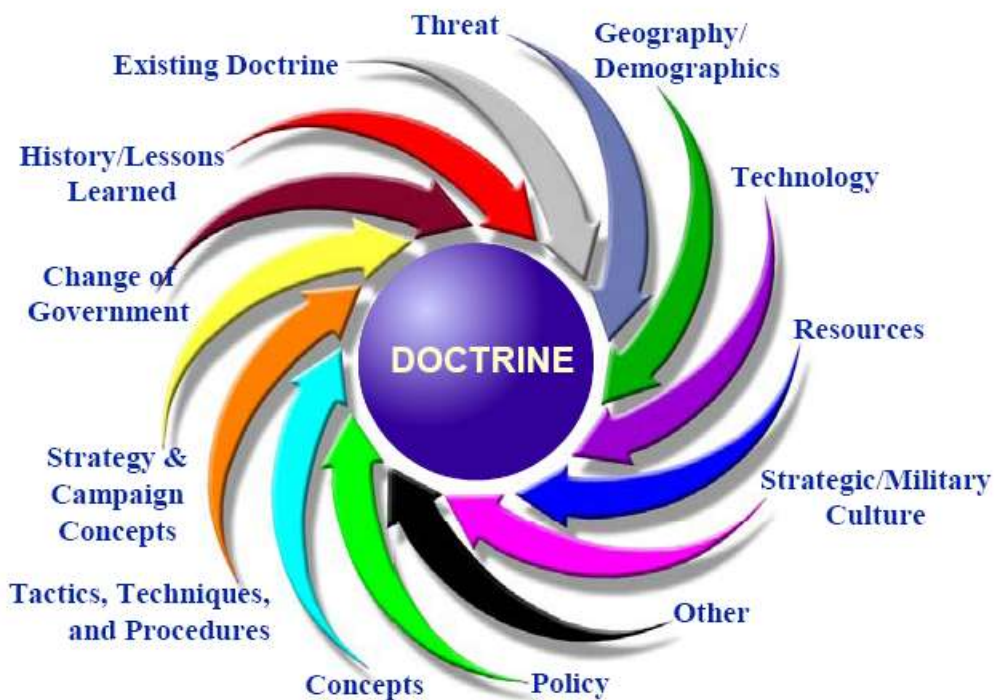 Threat
Geography/
Demographics
Existing Doctrine
History/Lessons
Learned
Technology
Change of
Government
Resources
DOCTRINE
Strategy &
Campaign
Concepts
Strategic/Military
Culture
Tactics, Techniques,
and Procedures
Other
Concepts
Policy